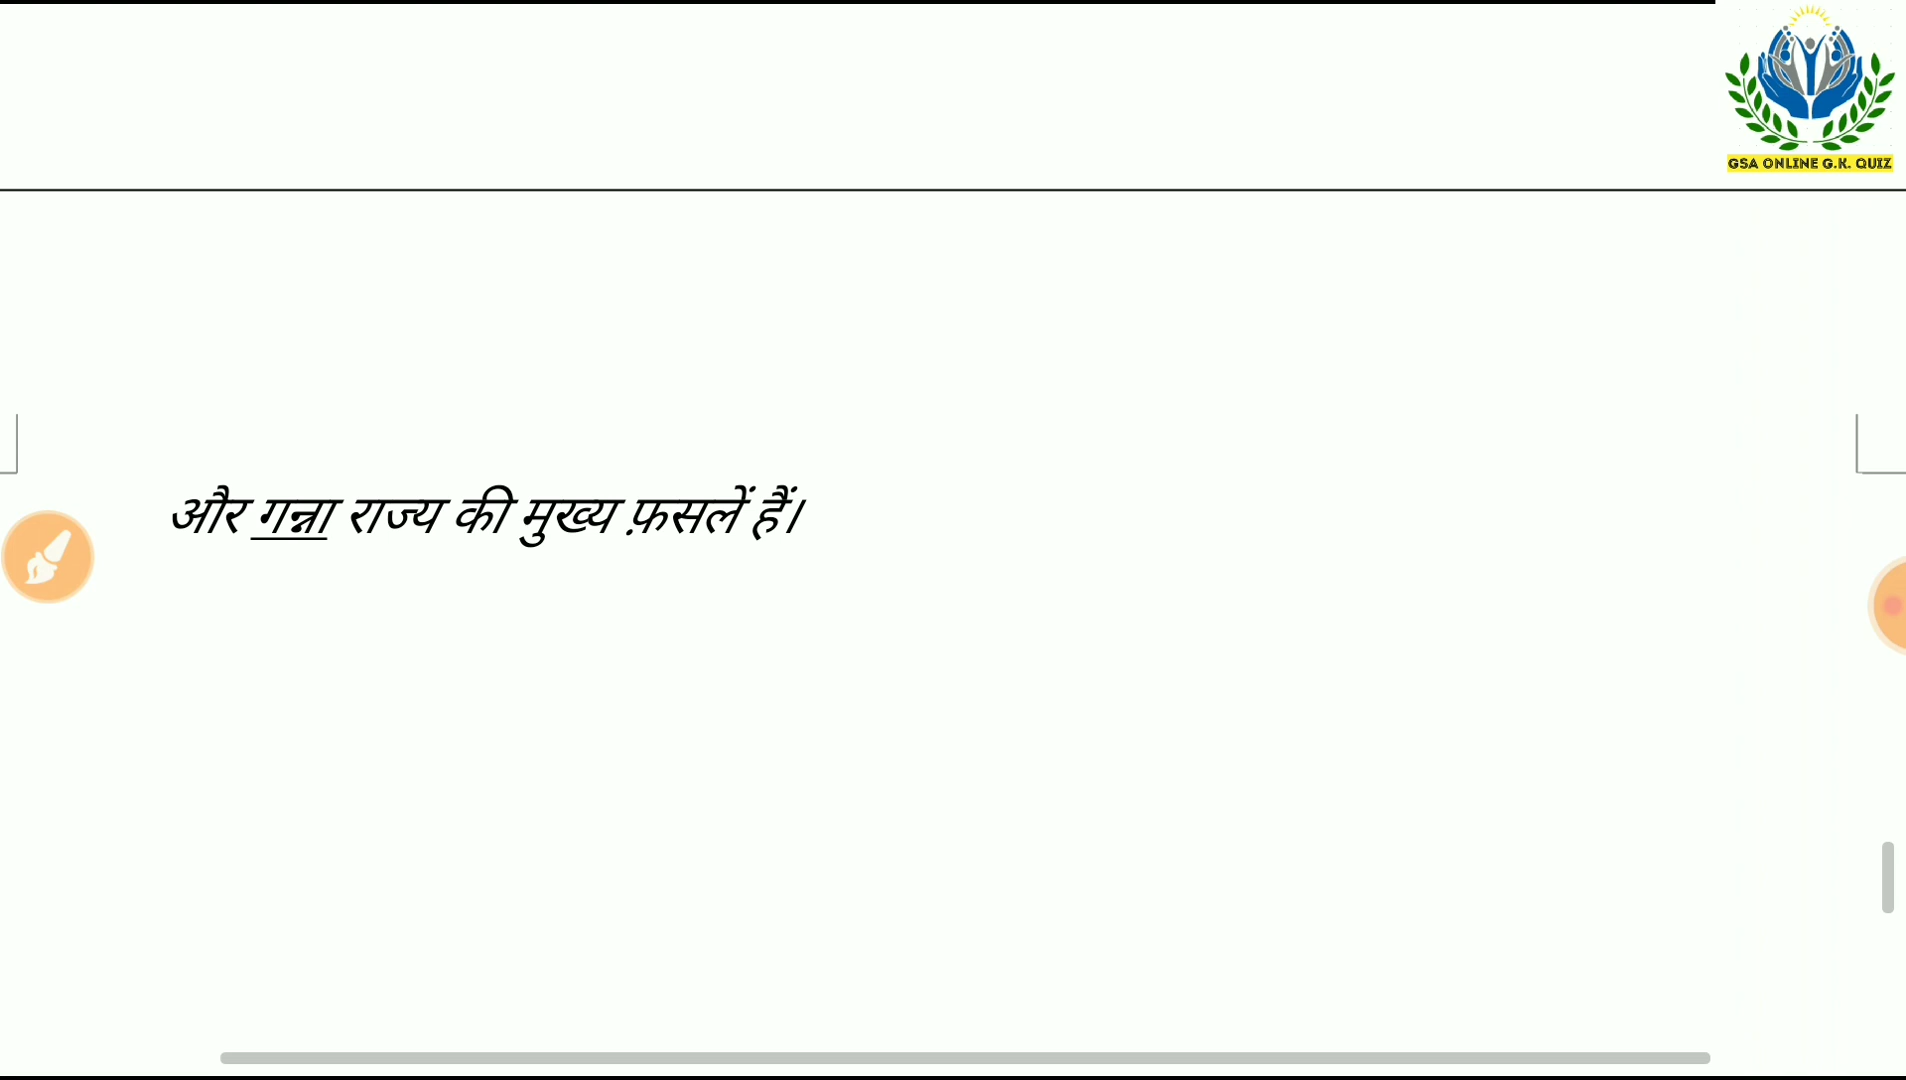 GSA ONLINE G.K. QUIZ
और गन्ना राज्य की मुख्य फ़सलें हैं।